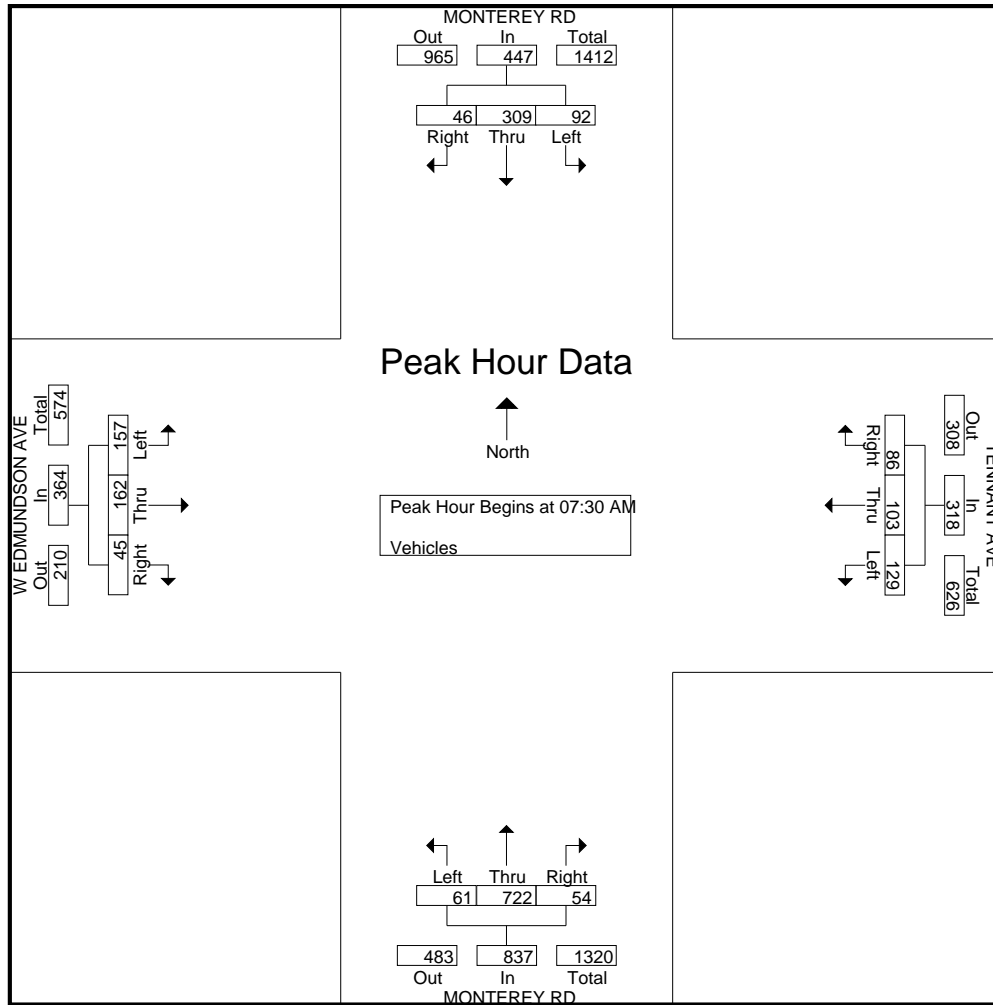 MONTEREY RD
Out In Total
965 447 1412
46 309 92
Right Thru Left
Peak Hour Data
North
Peak Hour Begins at 07:30 AM
Vehicles
W EDMUNDSON AVE
Out In Total
210 364 574
45 162 157
Right Thru Left
TENNANT AVE
Out In Total
308 318 626
86 103 129
Right Thru Left
Left Thru Right
61 722 54
483 837 1320
Out In Total
MONTEREY RD